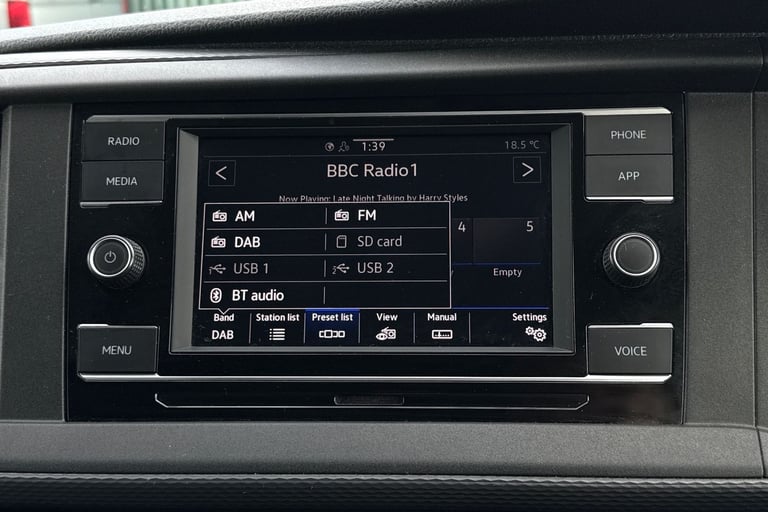 RADIO
MEDIA
MENU
1:39
18.5 °C
<
BBC Radio1
>
Now Playing: Late Night Talking by Harry Styles
AM
FM
DAB
SD card
USB 1
USB 2
BT audio
4
5
Empty
Band
DAB
Station list
Preset list
View
Manual
Settings
PHONE
APP
VOICE